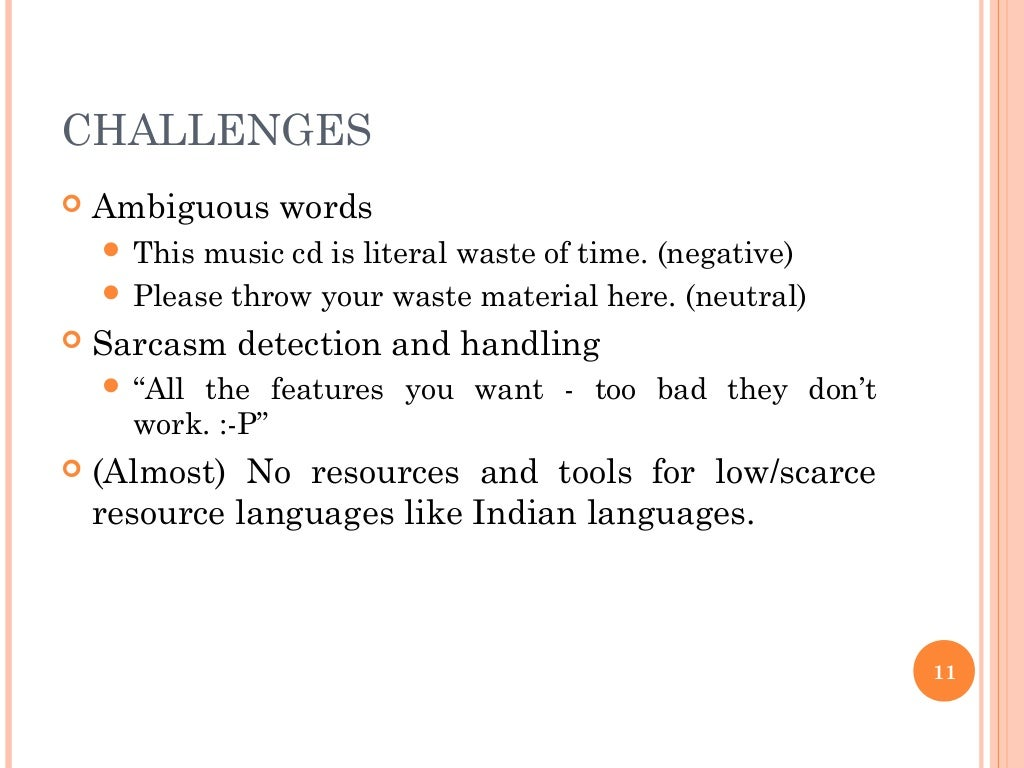 CHALLENGES
Ambiguous words
This music cd is literal waste of time. (negative)
Please throw your waste material here. (neutral)
Sarcasm detection and handling
“All the features you want - too bad they don’t
work. :-P”
(Almost) No resources and tools for low/scarce
resource languages like Indian languages.
11